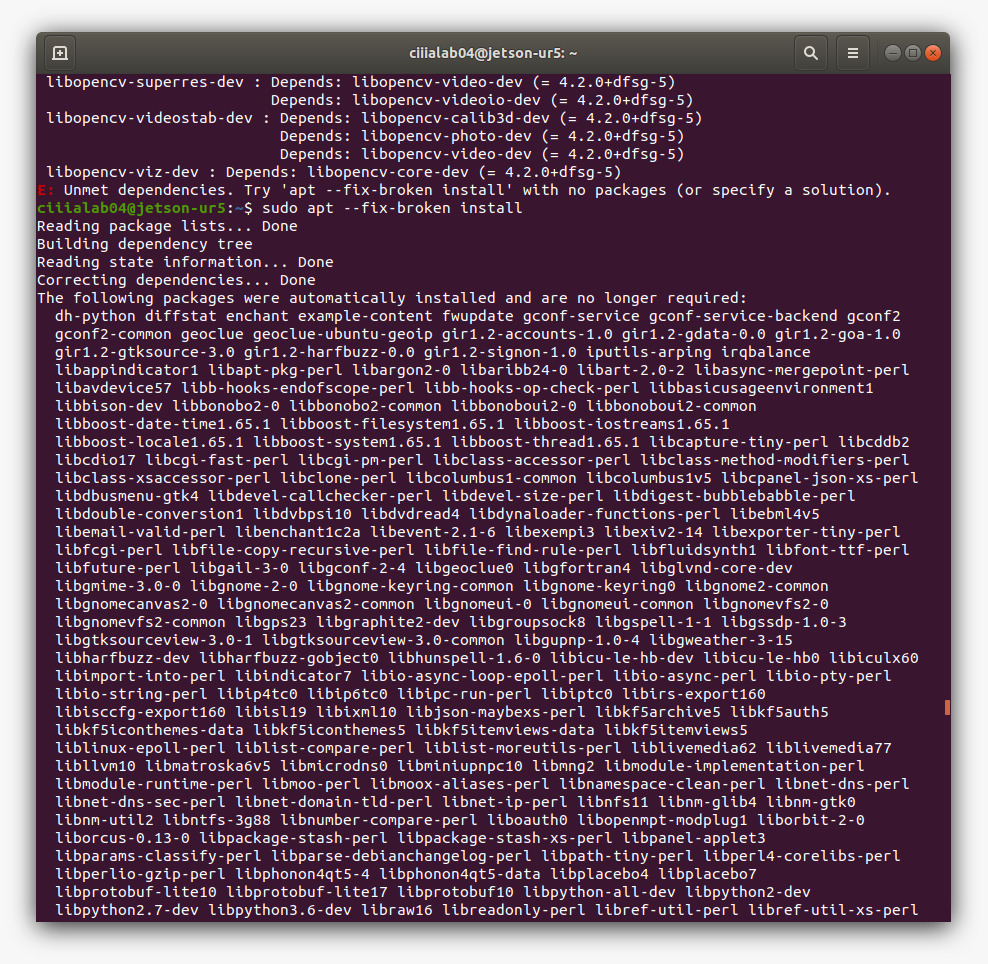 ciiialab04@jetson-ur5: ~
libopencv-superres-dev : Depends: libopencv-video-dev (= 4.2.0+dfsg-5)
Depends: libopencv-videoio-dev (= 4.2.0+dfsg-5)
libopencv-videostab-dev : Depends: libopencv-calib3d-dev (= 4.2.0+dfsg-5)
Depends: libopencv-photo-dev (= 4.2.0+dfsg-5)
Depends: libopencv-video-dev (= 4.2.0+dfsg-5)
libopencv-viz-dev : Depends: libopencv-core-dev (= 4.2.0+dfsg-5)
E: Unmet dependencies. Try 'apt --fix-broken install' with no packages (or specify a solution).
ciiialab04@jetson-ur5:~$ sudo apt --fix-broken install
Reading package lists... Done
Building dependency tree
Reading state information... Done
Correcting dependencies... Done
The following packages were automatically installed and are no longer required:
dh-python diffstat enchant example-content fwupdate gconf-service gconf-service-backend gconf2
gconf2-common geoclue geoclue-ubuntu-geoip gir1.2-accounts-1.0 gir1.2-gdata-0.0 gir1.2-goa-1.0
gir1.2-gtksource-3.0 gir1.2-harfbuzz-0.0 gir1.2-signon-1.0 iputils-arping irqbalance
libappindicator1 libapt-pkg-perl libargon2-0 libaribb24-0 libart-2.0-2 libasync-mergepoint-perl
libavdevice57 libb-hooks-endofscope-perl libb-hooks-op-check-perl libbasicusageenvironment1
libbison-dev libbonobo2-0 libbonobo2-common libbonoboui2-0 libbonoboui2-common
libboost-date-time1.65.1 libboost-filesystem1.65.1 libboost-iostreams1.65.1
libboost-locale1.65.1 libboost-system1.65.1 libboost-thread1.65.1 libcapture-tiny-perl libcddb2
libcdio17 libcgi-fast-perl libcgi-pm-perl libclass-accessor-perl libclass-method-modifiers-perl
libclass-xsaccessor-perl libclone-perl libcolumbus1-common libcolumbus1v5 libcpanel-json-xs-perl
libdbusmenu-gtk4 libdevel-callchecker-perl libdevel-size-perl libdigest-bubblebabble-perl
libdouble-conversion1 libdvbpsi10 libdvdread4 libdynaloader-functions-perl libebml4v5
libemail-valid-perl libenchant1c2a libevent-2.1-6 libexempi3 libexiv2-14 libexporter-tiny-perl
libfcgi-perl libfile-copy-recursive-perl libfile-find-rule-perl libfluidsynth1 libfont-ttf-perl
libfuture-perl libgail-3-0 libgconf-2-4 libgeoclue0 libgfortran4 libglvnd-core-dev
libgmime-3.0-0 libgnome-2-0 libgnome-keyring-common libgnome-keyring0 libgnome2-common
libgnomecanvas2-0 libgnomecanvas2-common libgnomeui-0 libgnomeui-common libgnomevfs2-0
libgnomevfs2-common libgps23 libgraphite2-dev libgroupsock8 libgspell-1-1 libgssdp-1.0-3
libgtksourceview-3.0-1 libgtksourceview-3.0-common libgupnp-1.0-4 libgweather-3-15
libharfbuzz-dev libharfbuzz-gobject0 libhunspell-1.6-0 libicu-le-hb-dev libicu-le-hb0 libiculx60
libimport-into-perl libindicator7 libio-async-loop-epoll-perl libio-async-perl libio-pty-perl
libio-string-perl libip4tc0 libip6tc0 libipc-run-perl libiptc0 libirs-export160
libisccfg-export160 libisl19 libixml10 libjson-maybexs-perl libkf5archive5 libkf5auth5
libkf5iconthemes-data libkf5iconthemes5 libkf5itemviews-data libkf5itemviews5
liblinux-epoll-perl liblist-compare-perl liblist-moreutils-perl liblivemedia62 liblivemedia77
libllvm10 libmatroska6v5 libmicrodns0 libminiupnpc10 libmng2 libmodule-implementation-perl
libmodule-runtime-perl libmoo-perl libmoox-aliases-perl libnamespace-clean-perl libnet-dns-perl
libnet-dns-sec-perl libnet-domain-tld-perl libnet-ip-perl libnfs11 libnm-glib4 libnm-gtk0
libnm-util2 libntfs-3g88 libnumber-compare-perl liboauth0 libopenmpt-modplug1 liborbit-2-0
liborcus-0.13-0 libpackage-stash-perl libpackage-stash-xs-perl libpanel-applet3
libparams-classify-perl libparse-debianchangelog-perl libpath-tiny-perl libperl4-corelibs-perl
libperlio-gzip-perl libphonon4qt5-4 libphonon4qt5-data libplacebo4 libplacebo7
libprotobuf-lite10 libprotobuf-lite17 libprotobuf10 libpython-all-dev libpython2-dev
libpython2.7-dev libpython3.6-dev libraw16 libreadonly-perl libref-util-perl libref-util-xs-perl